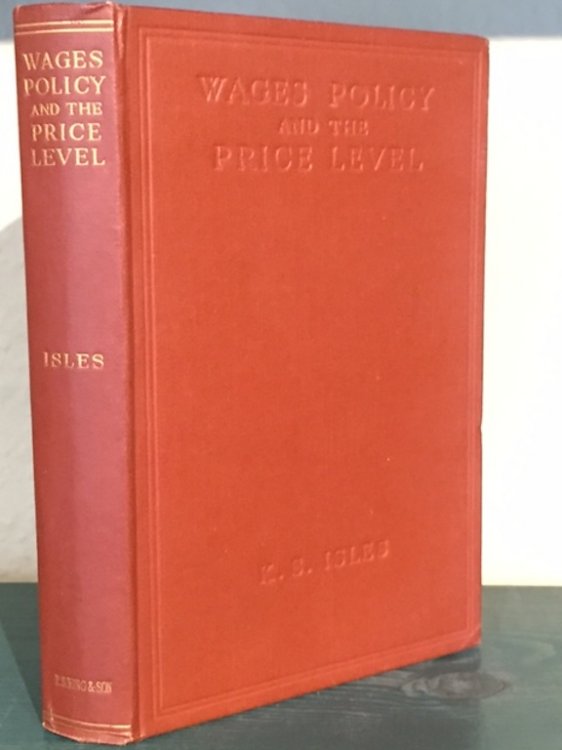 WAGES
POLICY
AND THE
PRICE
LEVEL
ISLES
P.S.KING & SON
WAGES POLICY
AND THE
PRICE LEVEL
K. S. ISLES